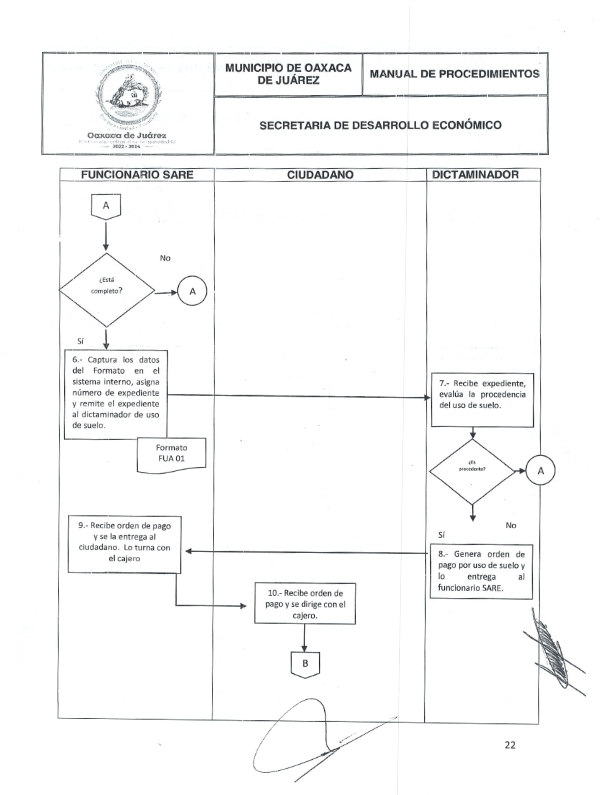 MUNICIPIO DE OAXACA
DE JUÁREZ
MANUAL DE PROCEDIMIENTOS
Oaxaca de Juárez
2022 - 2024
SECRETARIA DE DESARROLLO ECONÓMICO
FUNCIONARIO SARE
CIUDADANO
DICTAMINADOR
A
No
¿Está
completo?
A
Sí
6.- Captura los datos
del Formato en el
sistema interno, asigna
número de expediente
y remite el expediente
al dictaminador de uso
de suelo.
Formato
FUA 01
7.- Recibe expediente,
evalúa la procedencia
del uso de suelo.
¿Es
procedente?
A
No
Sí
8.- Genera orden de
pago por uso de suelo y
lo entrega al
funcionario SARE.
9.- Recibe orden de pago
y se la entrega al
ciudadano. Lo turna con
el cajero
10.- Recibe orden de
pago y se dirige con el
cajero.
B
22